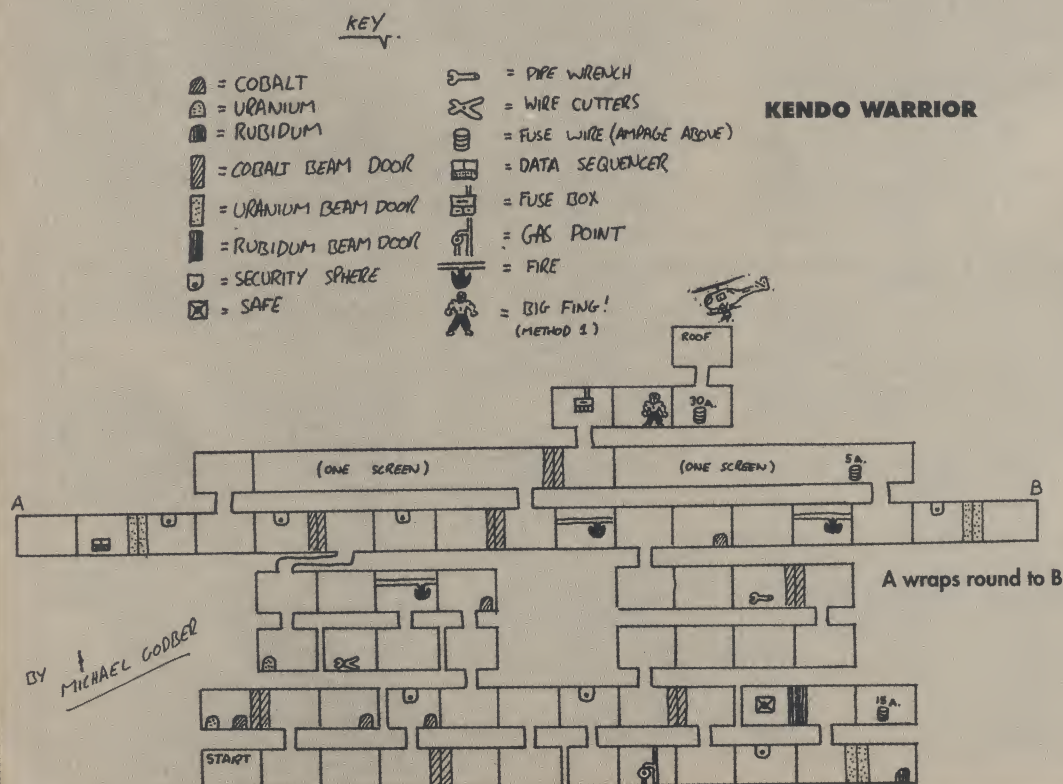 KEY
= COBALT
= URANIUM
= RUBIDUM
= COBALT BEAM DOOR
= URANIUM BEAM DOOR
= RUBIDUM BEAM DOOR
= SECURITY SPHERE
= SAFE
= PIPE WRENCH
= WIRE CUTTERS
= FUSE WIRE (AMPAGE ABOVE)
= DATA SEQUENCER
= FUSE BOX
= GAS POINT
= FIRE
= BIG FING!
(METHOD 1)
KENDO WARRIOR
ROOF
30A.
(ONE SCREEN)
(ONE SCREEN)
5A.
A
B
A wraps round to B
BY MICHAEL GODBER
15A.
START